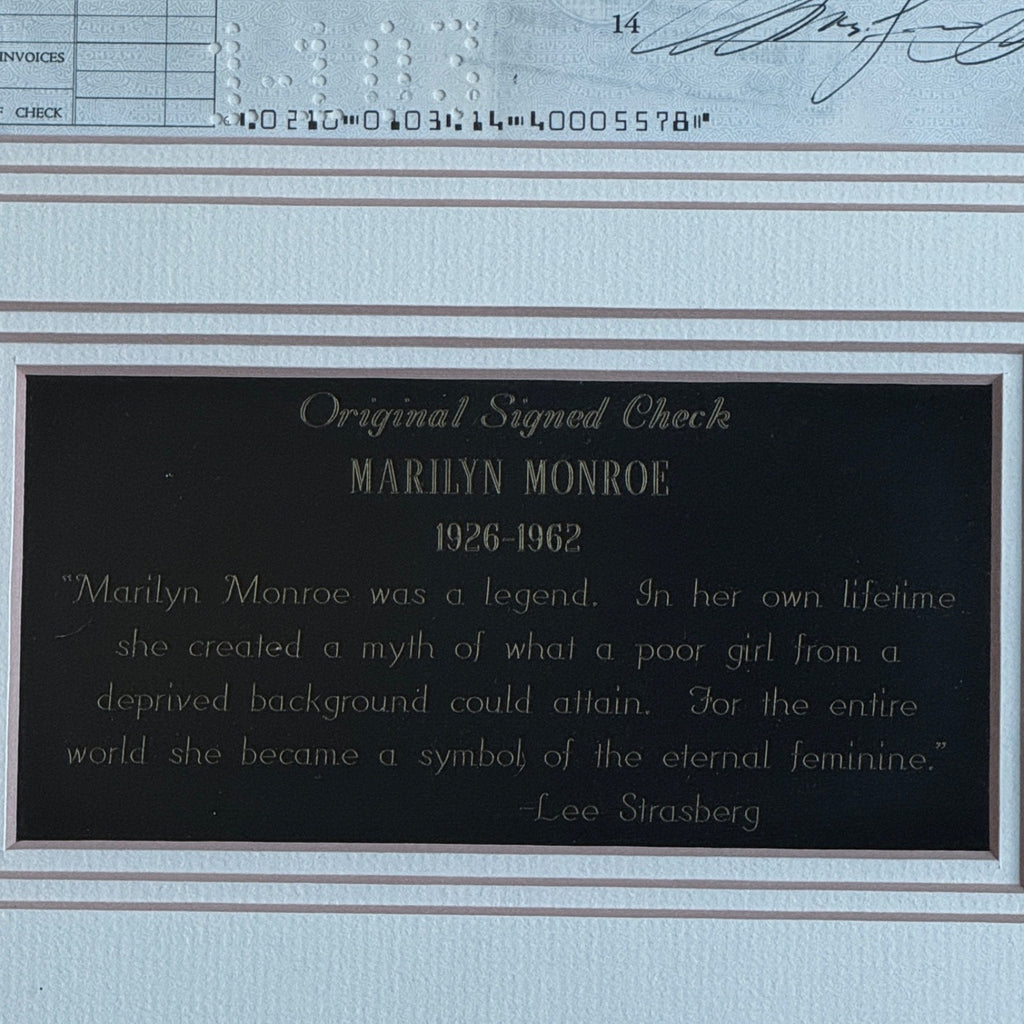 INVOICES
14
CHECK
0210 0103 14 40005578
Original Signed Check
MARILYN MONROE
1926-1962
"Marilyn Monroe was a legend. In her own lifetime
she created a myth of what a poor girl from a
deprived background could attain. For the entire
world she became a symbol of the eternal feminine."
-Lee Strasberg